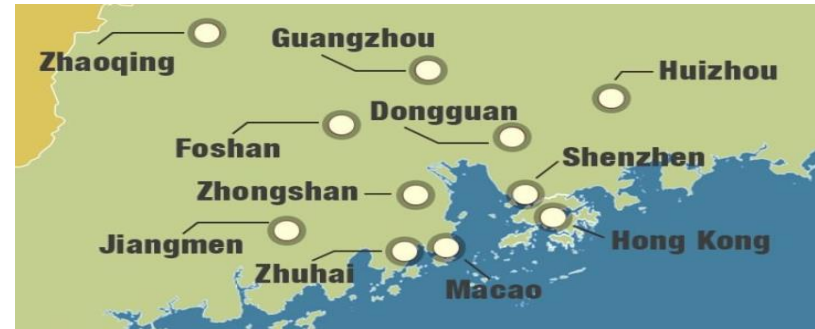 Guangzhou
Zhaoqing
Huizhou
Dongguan
Foshan
Shenzhen
Zhongshan
Jiangmen
Hong Kong
Zhuhai
Macao